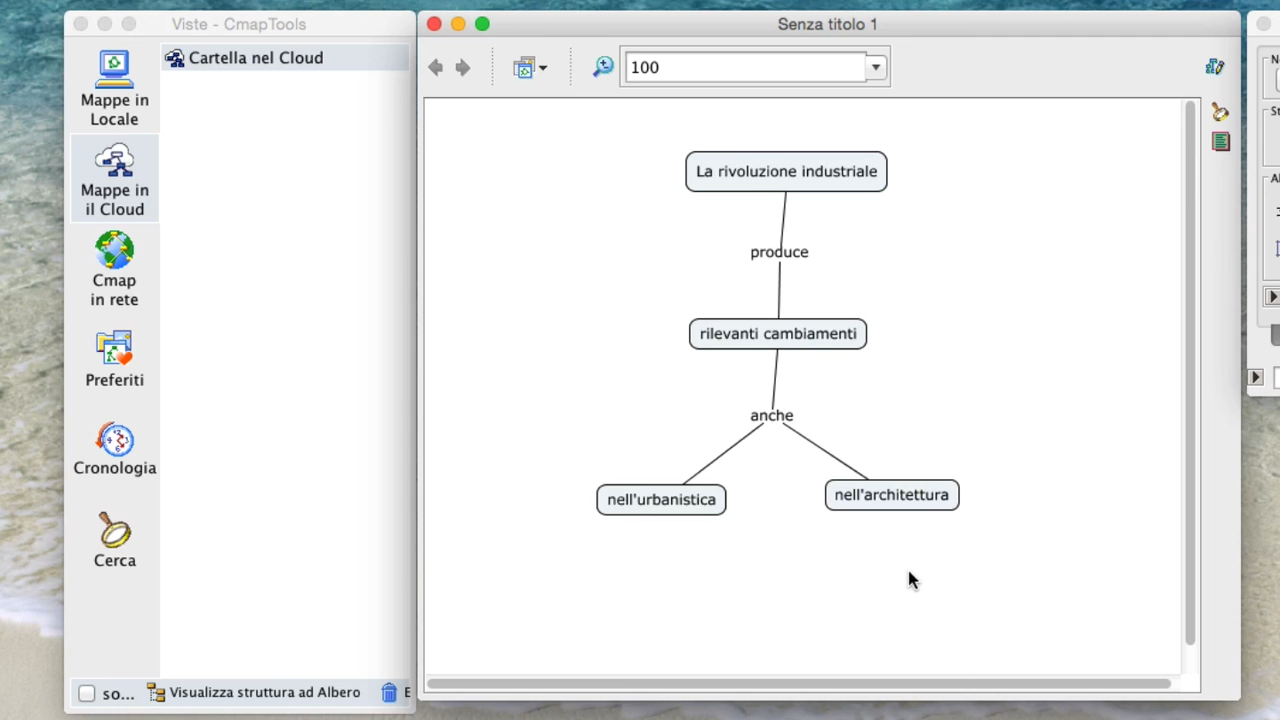 Viste - CmapTools
Mappe in
Locale
Mappe in
il Cloud
Cmap
in rete
Preferiti
Cronologia
Cerca
Cartella nel Cloud
so...
Visualizza struttura ad Albero
E
Senza titolo 1
100
La rivoluzione industriale
produce
rilevanti cambiamenti
anche
nell'urbanistica
nell'architettura